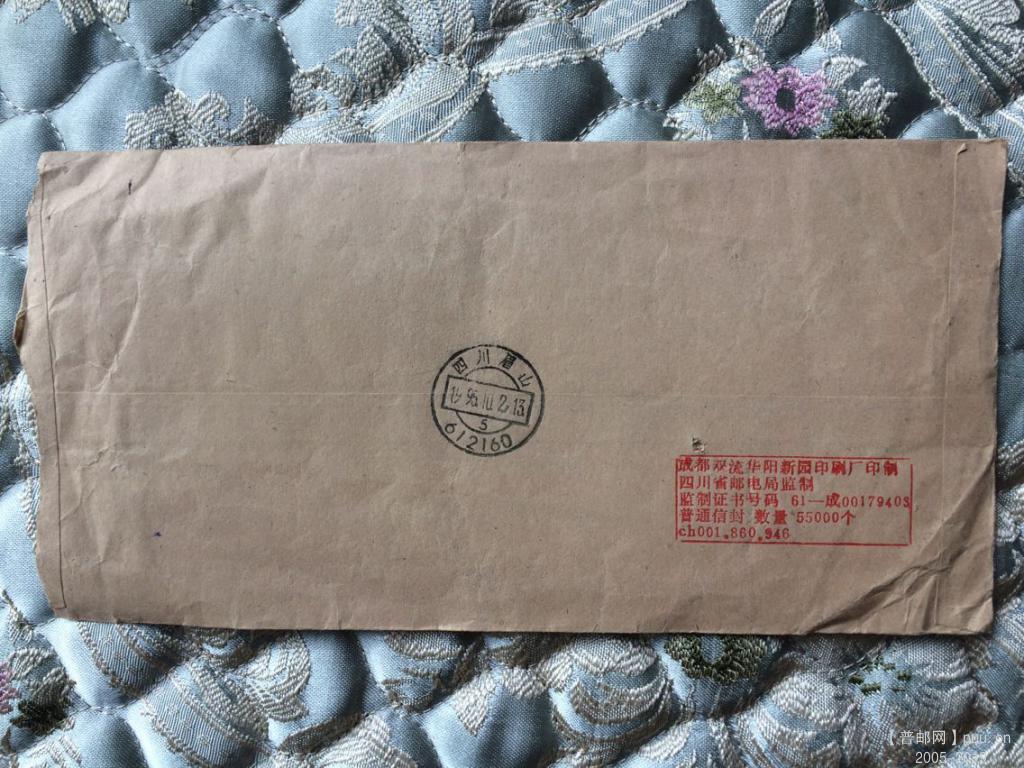 四川眉山
5
612160
成都双流华阳新园印刷厂印制
四川省邮电局监制
监制证书号码 61—成0017940S
普通信封 数量 55000个
ch001.860.946
【普邮网】puu.cn